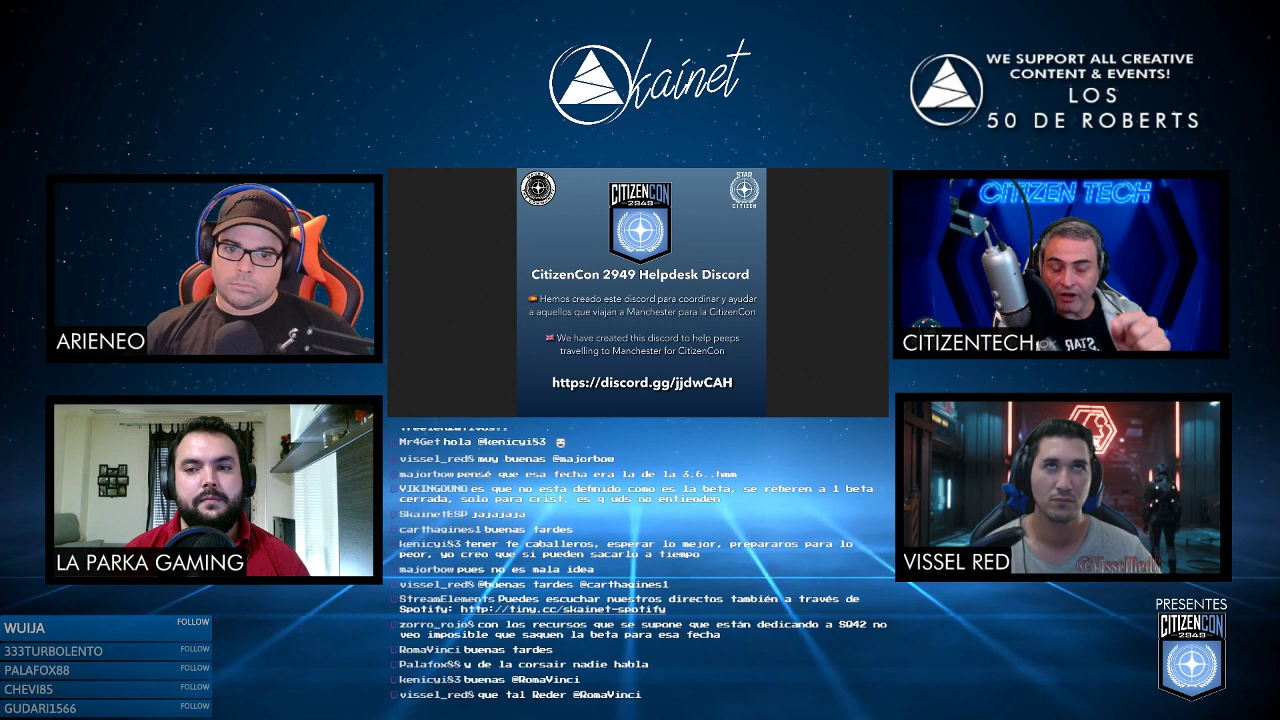 kainet
WE SUPPORT ALL CREATIVE
CONTENT & EVENTS!
LOS
50 DE ROBERTS
ARIENEO
CITIZENCON
2949
STAR
CITIZEN
CitizenCon 2949 Helpdesk Discord
Hemos creado este discord para coordinar y ayudar
a aquellos que viajan a Manchester para la CitizenCon
We have created this discord to help peeps
travelling to Manchester for CitizenCon
https://discord.gg/jjdwCAH
CITIZEN TECH
CITIZENTECH
LA PARKA GAMING
VISSEL RED
@VisselRed8
Mr4Get hola @kenicyi83
vissel_red8 muy buenas @majorbow
majorbow pensé que esa fecha era la de la 3.6..hmm
VIKINGOUND es que no esta definido como es la beta, se refieren a 1 beta
cerrada, solo para crist, es q uds no entienden
SkainetESP jajajaja
carthagines1 buenas tardes
kenicyi83 tener fe caballeros, esperar lo mejor, prepararos para lo
peor, yo creo que si pueden sacarlo a tiempo
majorbow pues no es mala idea
vissel_red8 @buenas tardes @carthagines1
StreamElements Puedes escuchar nuestros directos también a través de
Spotify: http://tiny.cc/skainet-spotify
zorro_rojo8 con los recursos que se supone que están dedicando a SQ42 no
veo imposible que saquen la beta para esa fecha
RomaVinci buenas tardes
Palafox88 y de la corsair nadie habla
kenicyi83 buenas @RomaVinci
vissel_red8 que tal Reder @RomaVinci
WUIJA FOLLOW
333TURBOLENTO FOLLOW
PALAFOX88 FOLLOW
CHEVI85 FOLLOW
GUDARI1566 FOLLOW
PRESENTES
CITIZENCON
2949